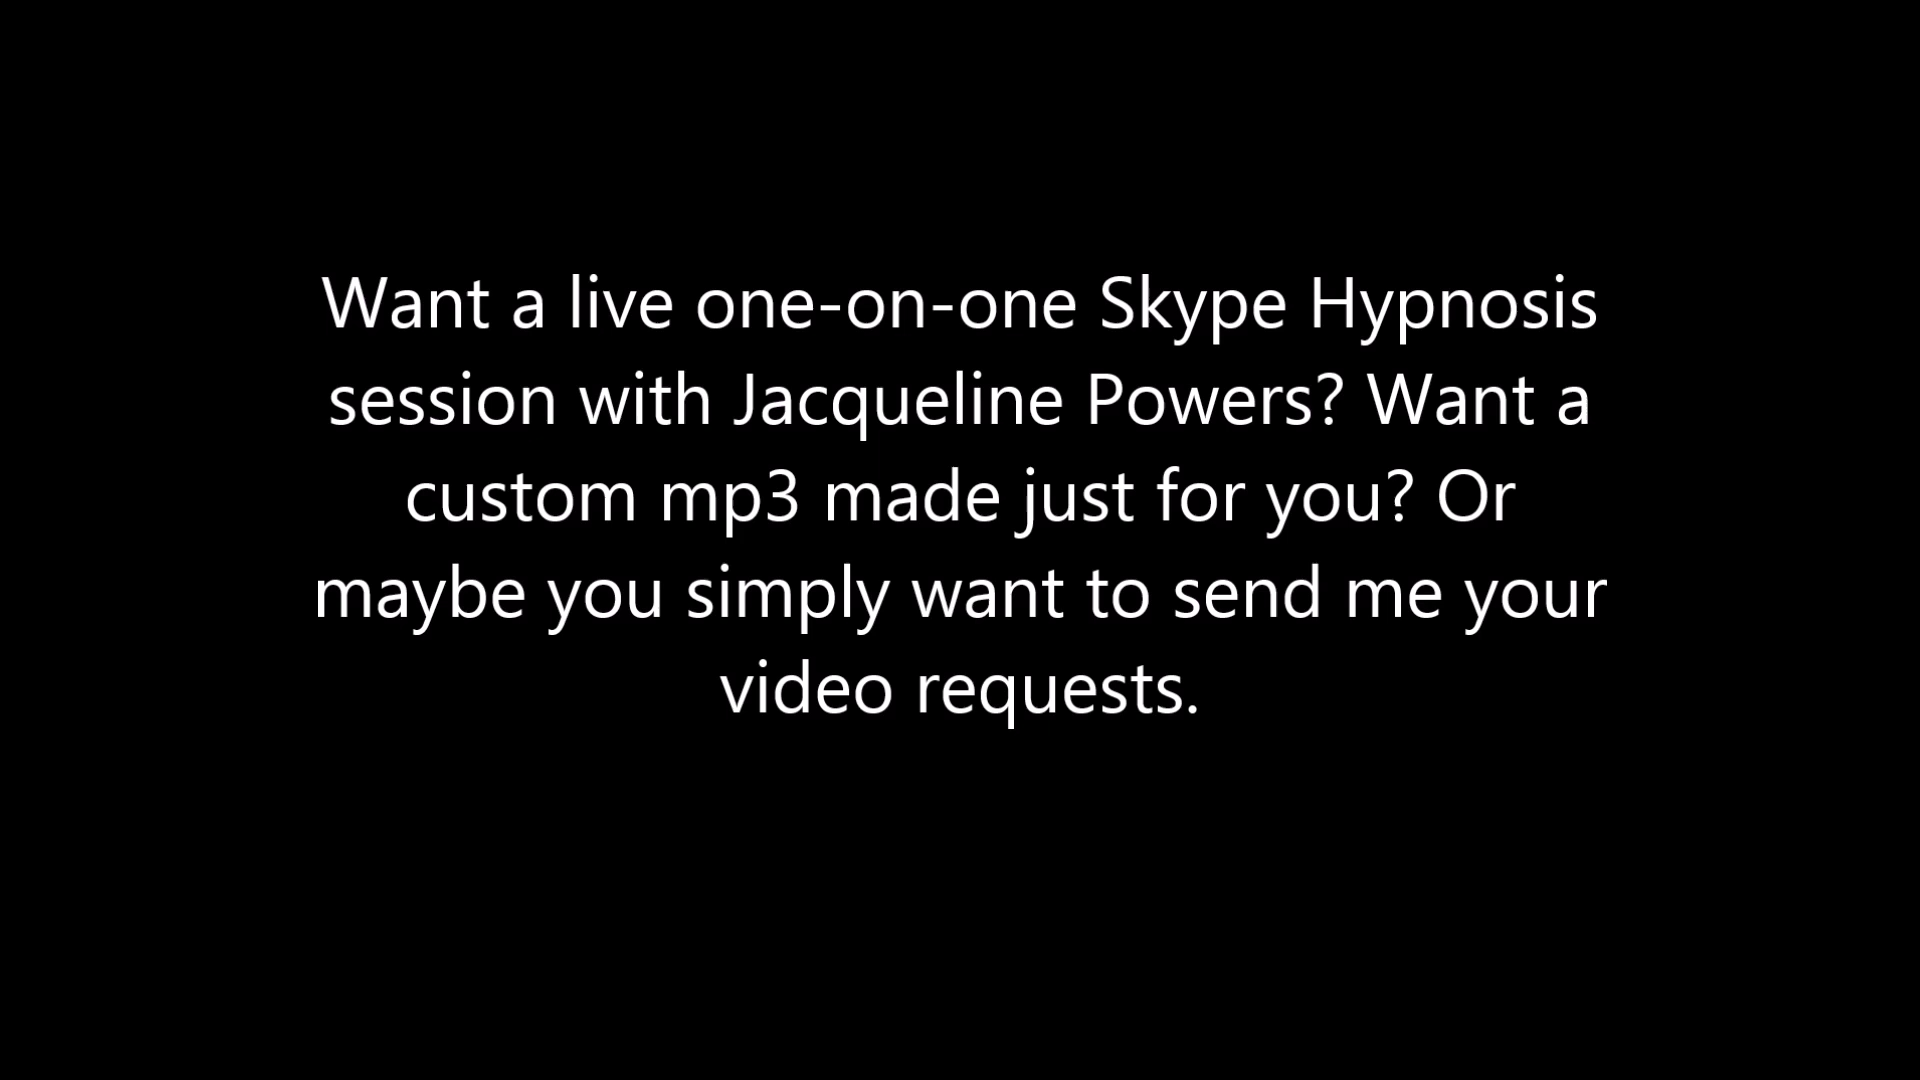 Want a live one-on-one Skype Hypnosis
session with Jacqueline Powers? Want a
custom mp3 made just for you? Or
maybe you simply want to send me your
video requests.